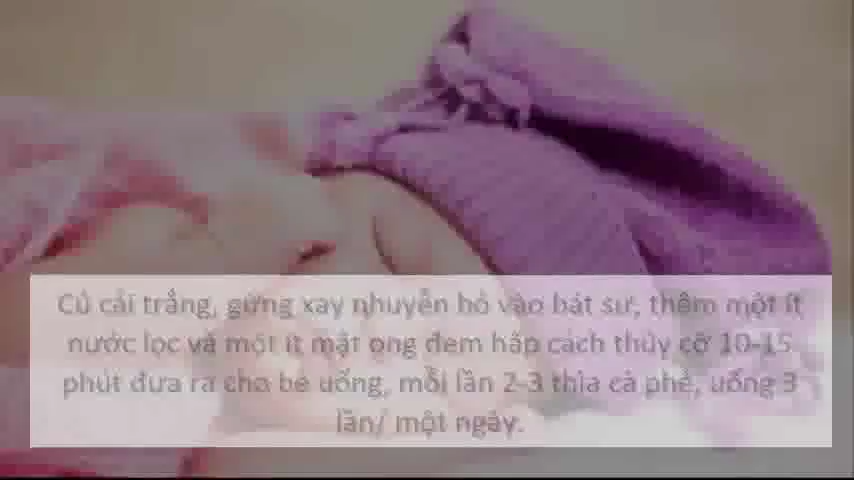 Củ cải trắng, gừng xay nhuyễn bỏ vào bát sứ, thêm một ít
nước lọc và một ít mật ong đem hấp cách thủy cỡ 10-15
phút đưa ra cho bé uống, mỗi lần 2-3 thìa cà phê, uống 3
lần/ một ngày.